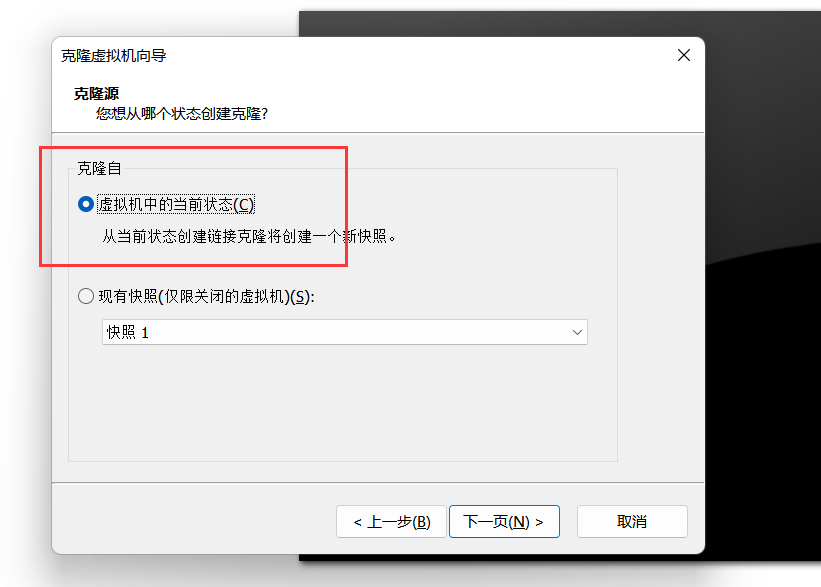 克隆虚拟机向导
克隆源
您想从哪个状态创建克隆?
克隆自
虚拟机中的当前状态(C)
从当前状态创建链接克隆将创建一个新快照。
现有快照(仅限关闭的虚拟机)(S):
快照 1
< 上一步(B) 下一页(N) > 取消